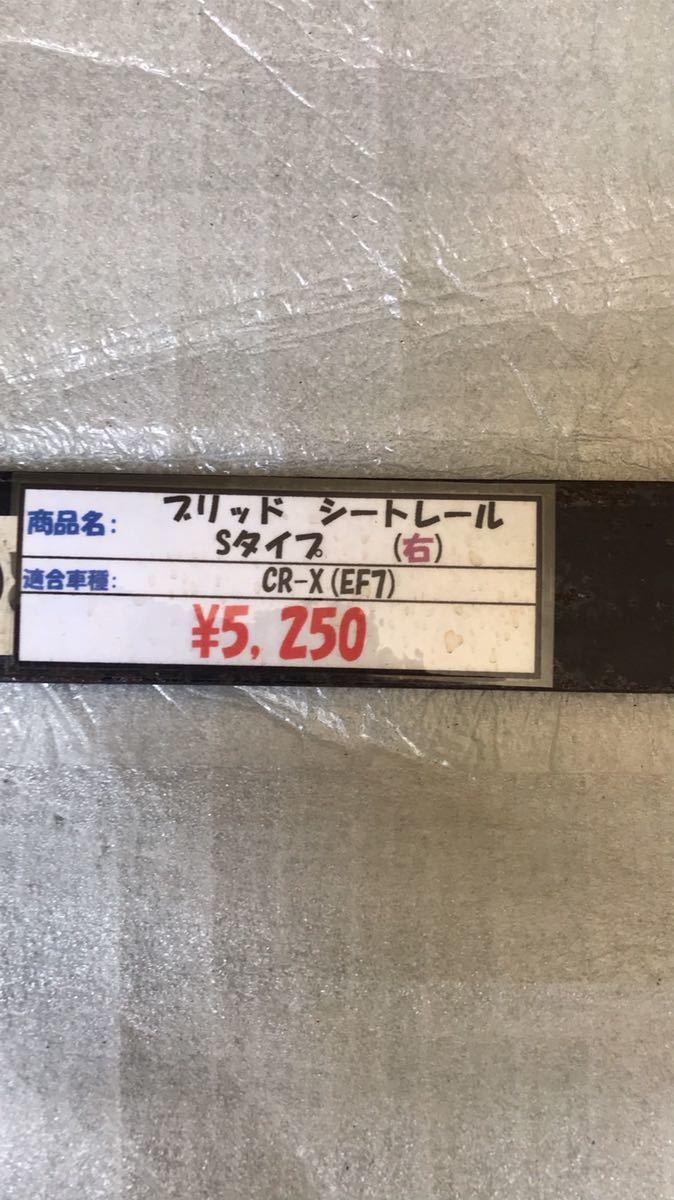 商品名: ブリッド シートレール
Sタイプ (右)
適合車種: CR-X(EF7)
¥5,250